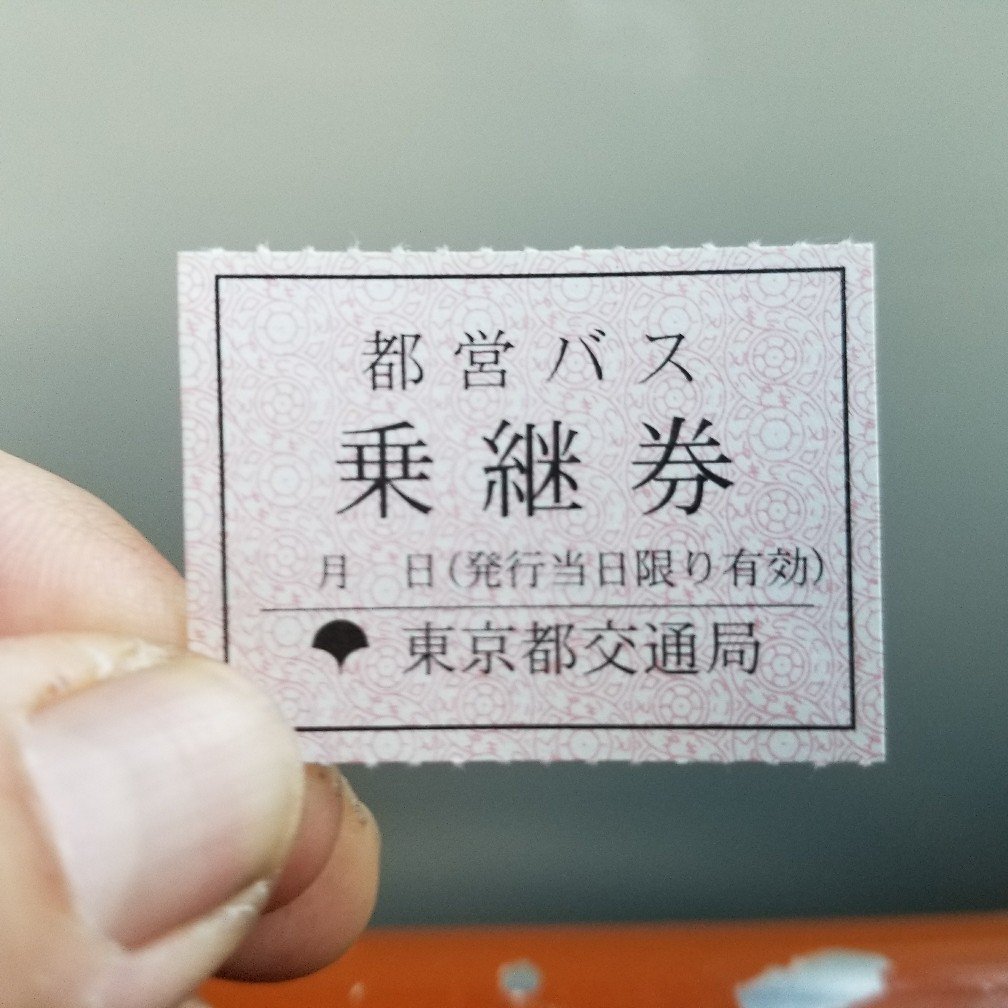 都営バス
乗継券
月　日(発行当日限り有効)
東京都交通局